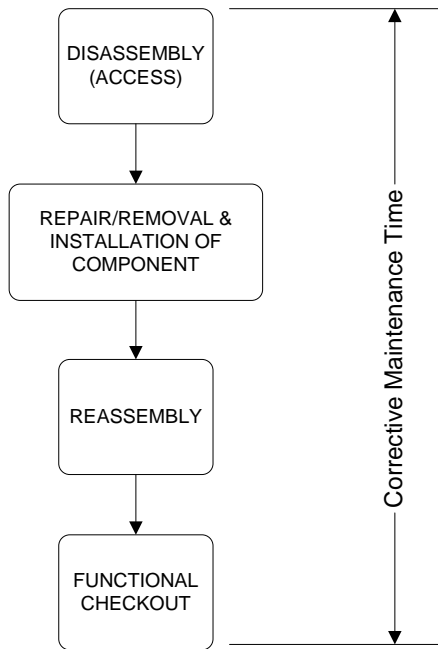 DISASSEMBLY
(ACCESS)
REPAIR/REMOVAL &
INSTALLATION OF
COMPONENT
REASSEMBLY
FUNCTIONAL
CHECKOUT
Corrective Maintenance Time